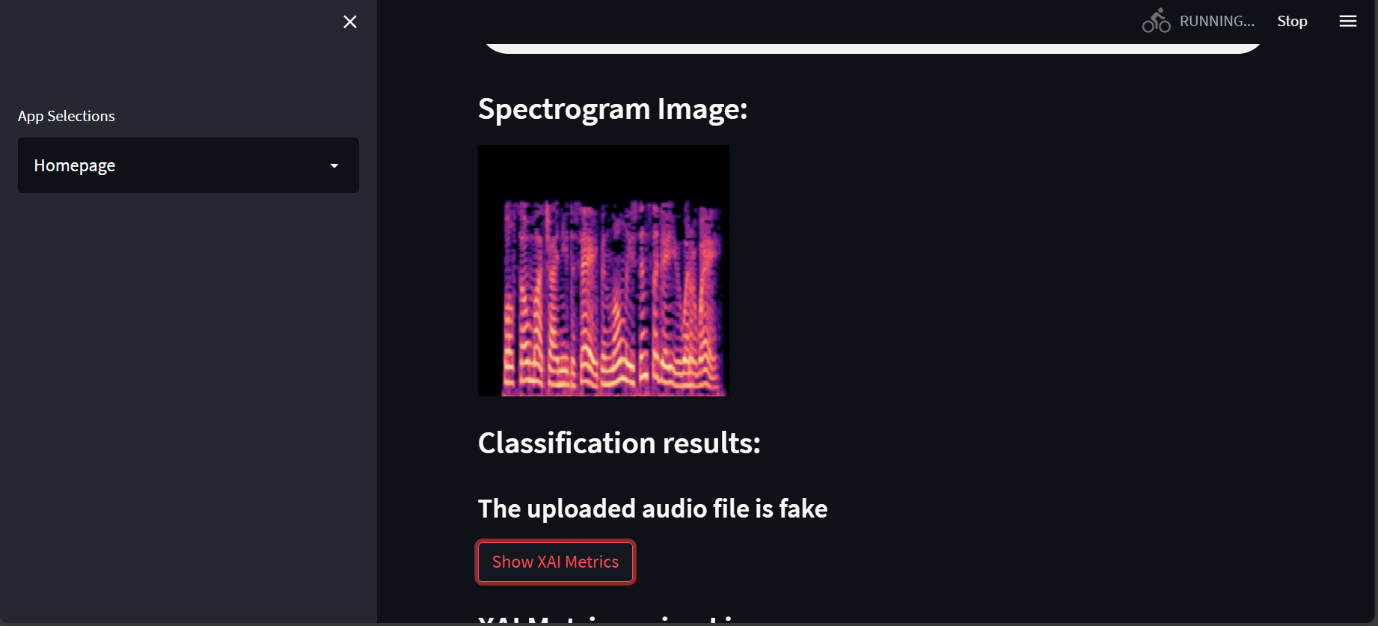 RUNNING...
Stop
App Selections
Homepage
Spectrogram Image:
Classification results:
The uploaded audio file is fake
Show XAI Metrics